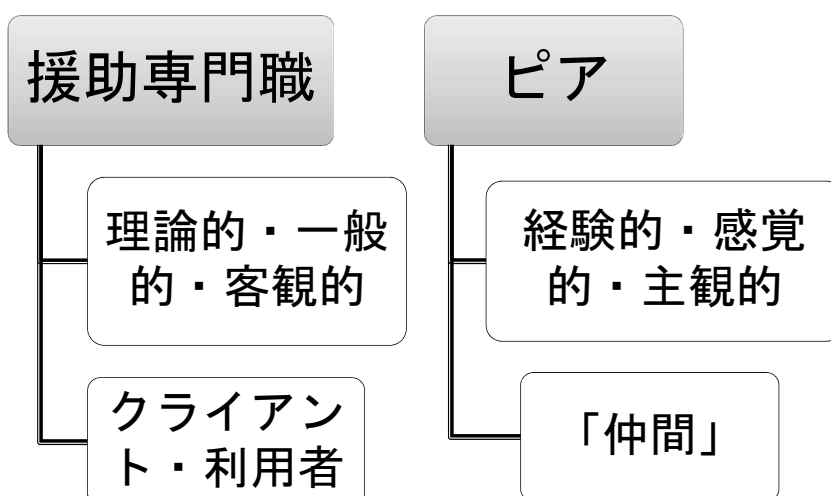 援助専門職
理論的・一般
的・客観的
クライアン
ト・利用者
ピア
経験的・感覚
的・主観的
「仲間」